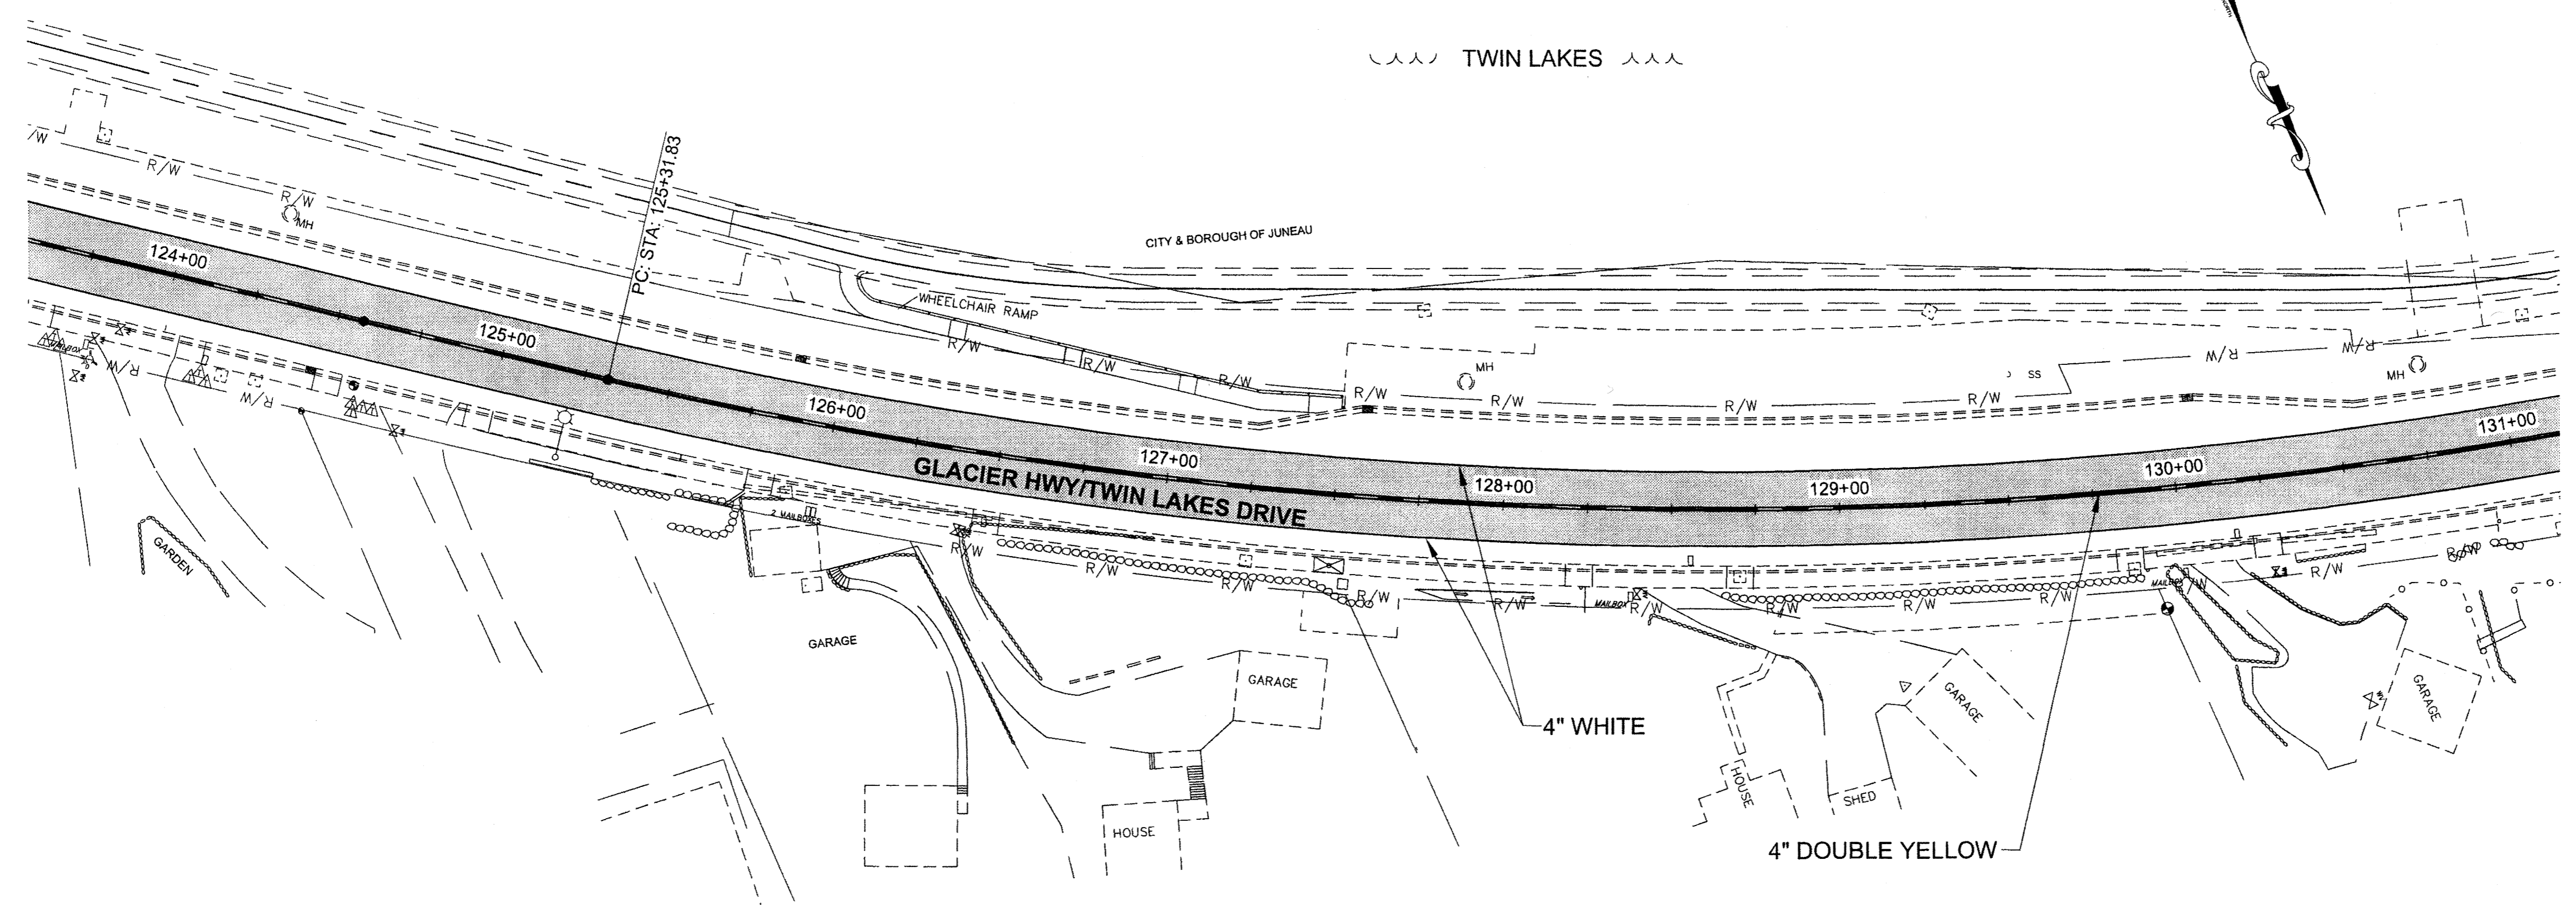 NORTH
TWIN LAKES
/W
R/W
R/W
MH
PC: STA: 125+31.83
CITY & BOROUGH OF JUNEAU
124+00
WHEELCHAIR RAMP
125+00
R/W
R/W
R/W
R/W
MH
R/W
R/W
R/W
SS
R/W
R/W
MH
MAILBOX
R/W
R/W
126+00
127+00
128+00
129+00
130+00
131+00
GLACIER HWY/TWIN LAKES DRIVE
2 MAILBOXES
R/W
R/W
R/W
R/W
MAILBOX
R/W
R/W
R/W
R/W
MAILBOX
R/W
R/W
R/W
GARDEN
GARAGE
GARAGE
GARAGE
GARAGE
4" WHITE
HOUSE
HOUSE
SHED
4" DOUBLE YELLOW